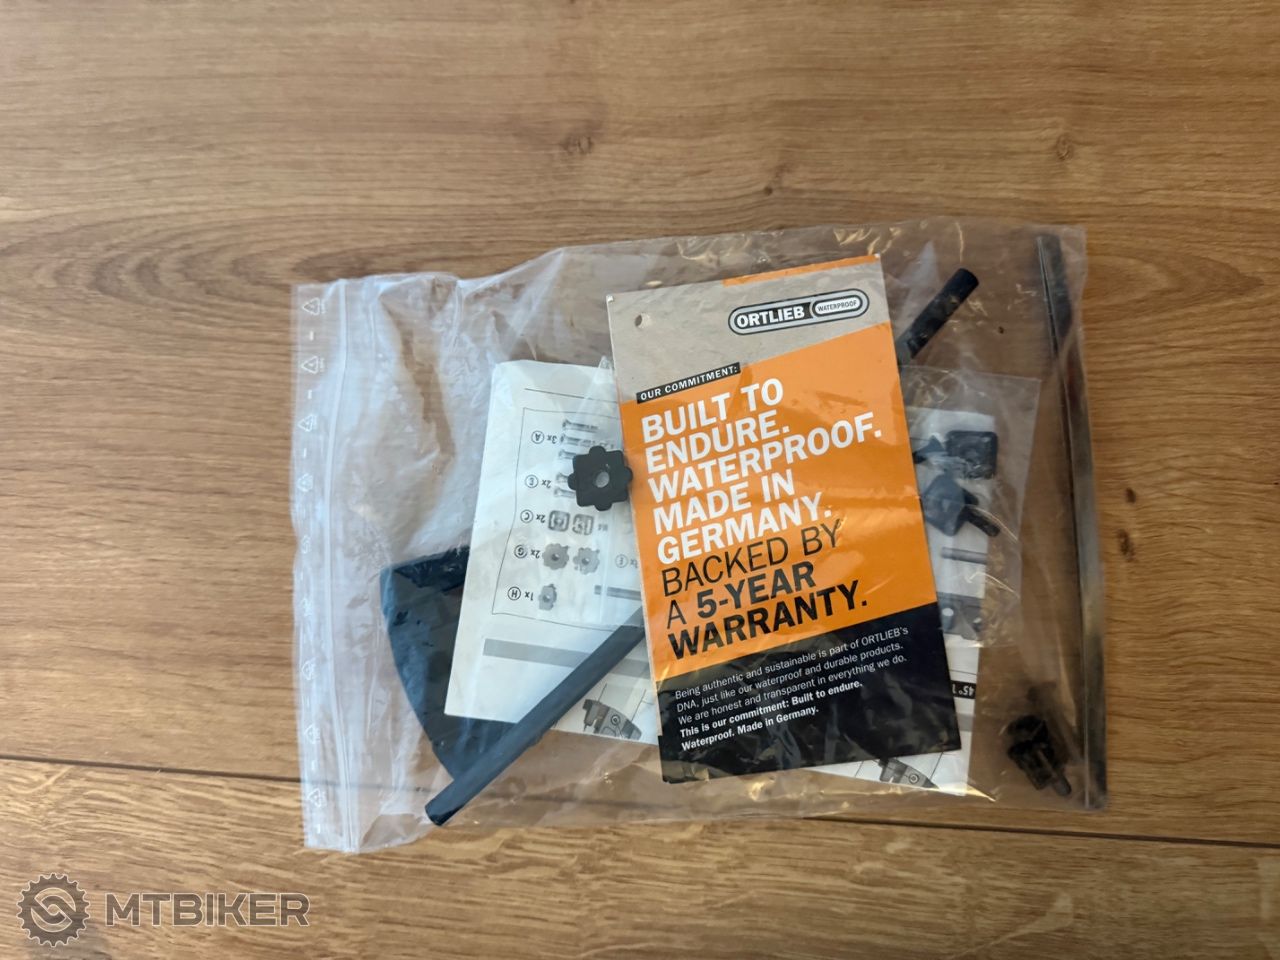 ORTLIEB WATERPROOF
OUR COMMITMENT:
BUILT TO
ENDURE.
WATERPROOF.
MADE IN
GERMANY.
BACKED BY
A 5-YEAR
WARRANTY.
Being authentic and sustainable is part of ORTLIEB's
DNA, just like our waterproof and durable products.
We are honest and transparent in everything we do.
This is our commitment: Built to endure.
Waterproof. Made in Germany.
A 3x
E 2x
C 2x
G 2x
H 1x
45°
MTBIKER